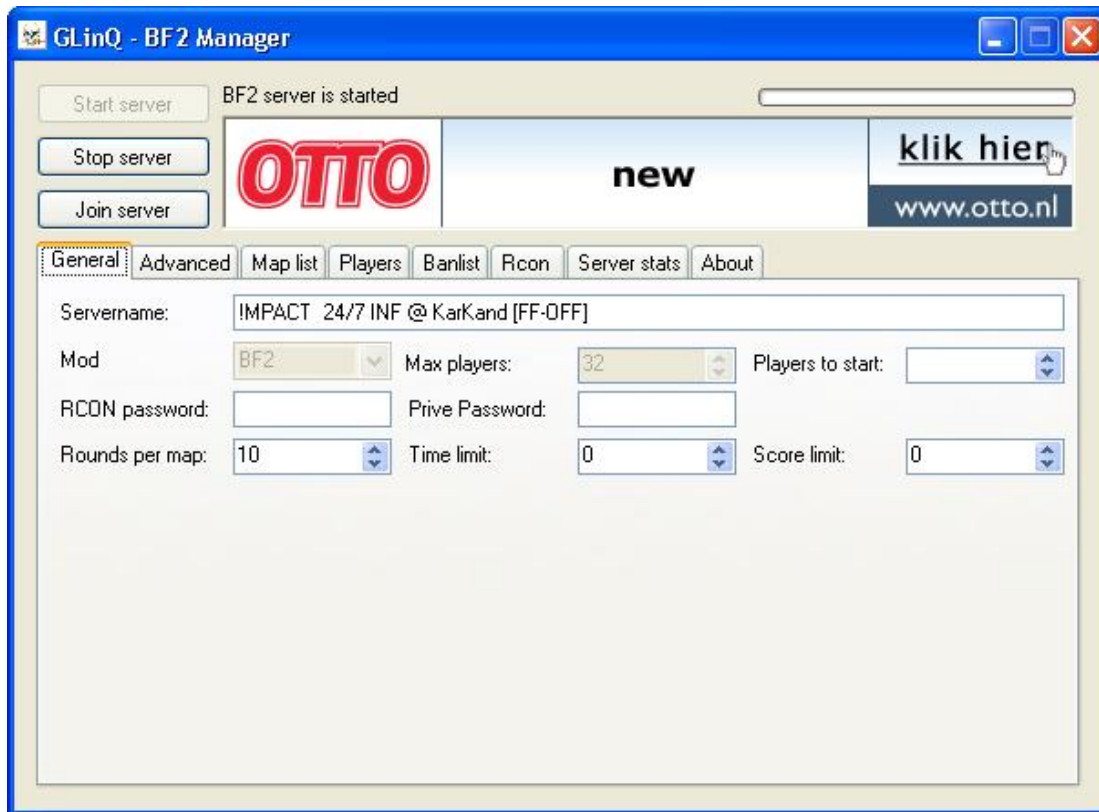 GLinQ - BF2 Manager
Start server
BF2 server is started
Stop server
Join server
OTTO
new
klik hier
www.otto.nl
General Advanced Map list Players Banlist Rcon Server stats About
Servername: !MPACT  24/7 INF @ KarKand [FF-OFF]
Mod BF2 Max players: 32 Players to start:
RCON password: Prive Password:
Rounds per map: 10 Time limit: 0 Score limit: 0